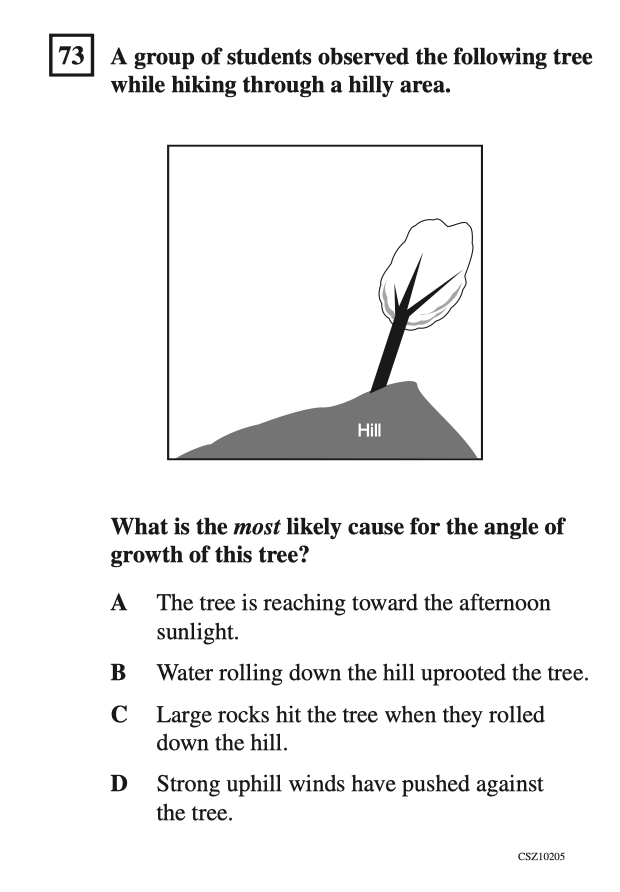 73 A group of students observed the following tree
while hiking through a hilly area.
Hill
What is the most likely cause for the angle of
growth of this tree?
A The tree is reaching toward the afternoon
sunlight.
B Water rolling down the hill uprooted the tree.
C Large rocks hit the tree when they rolled
down the hill.
D Strong uphill winds have pushed against
the tree.
CSZ10205